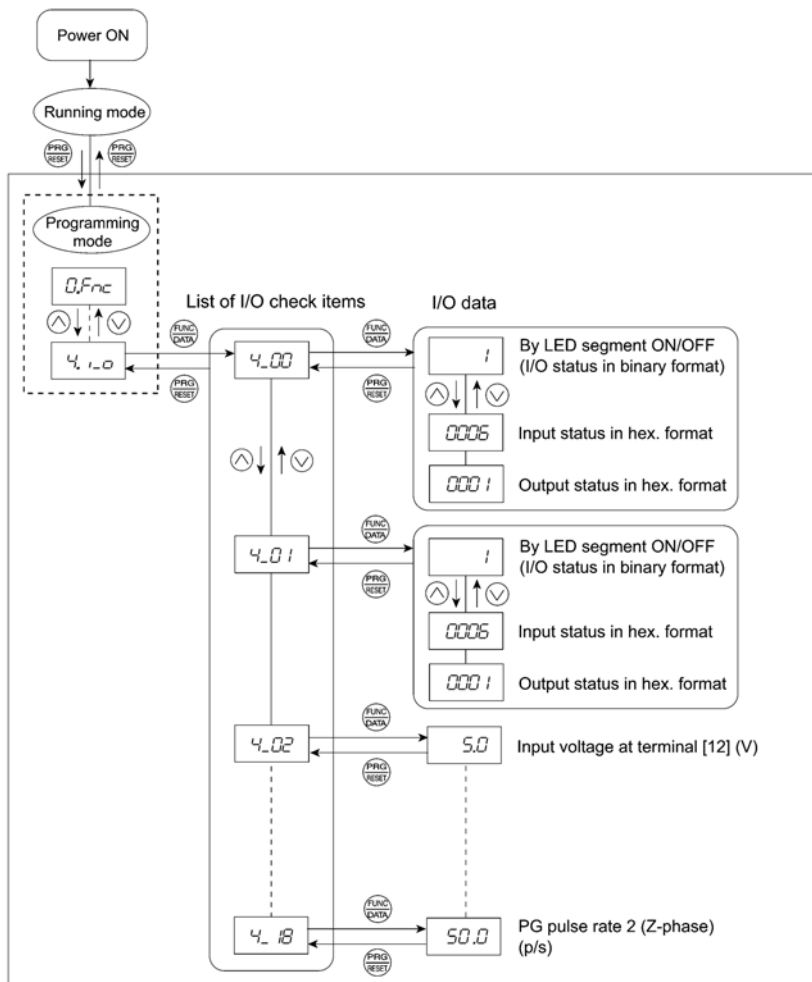 Power ON
Running mode
PRG
RESET
PRG
RESET
Programming
mode
0.Fnc
4.i_o
List of I/O check items
I/O data
FUNC
DATA
PRG
RESET
4_00
FUNC
DATA
PRG
RESET
1
By LED segment ON/OFF
(I/O status in binary format)
0006
Input status in hex. format
0001
Output status in hex. format
4_01
FUNC
DATA
PRG
RESET
1
By LED segment ON/OFF
(I/O status in binary format)
0006
Input status in hex. format
0001
Output status in hex. format
4_02
FUNC
DATA
PRG
RESET
5.0
Input voltage at terminal [12] (V)
4_18
FUNC
DATA
PRG
RESET
50.0
PG pulse rate 2 (Z-phase)
(p/s)